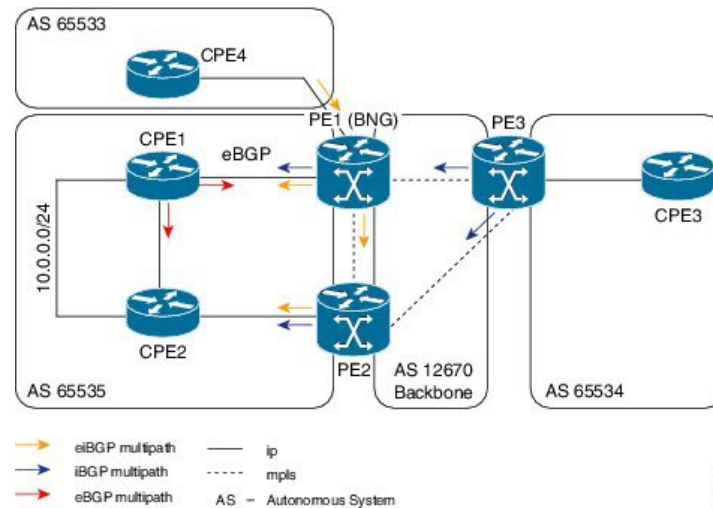 AS 65533
CPE4
PE1 (BNG)
PE3
CPE1
eBGP
CPE3
10.0.0.0/24
CPE2
PE2
AS 12670
Backbone
AS 65535
AS 65534
eiBGP multipath
ip
iBGP multipath
mpls
eBGP multipath
AS – Autonomous System